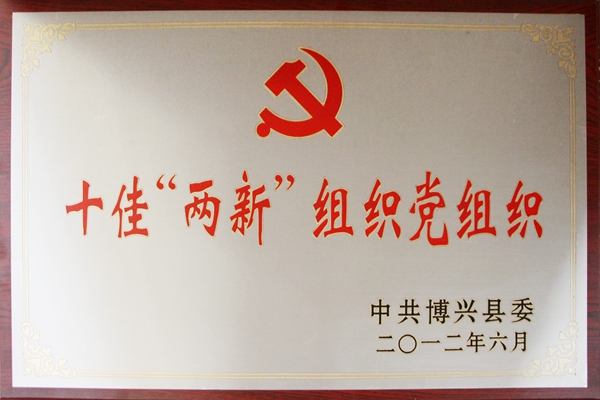 十佳“两新”组织党组织
中共博兴县委
二〇一二年六月